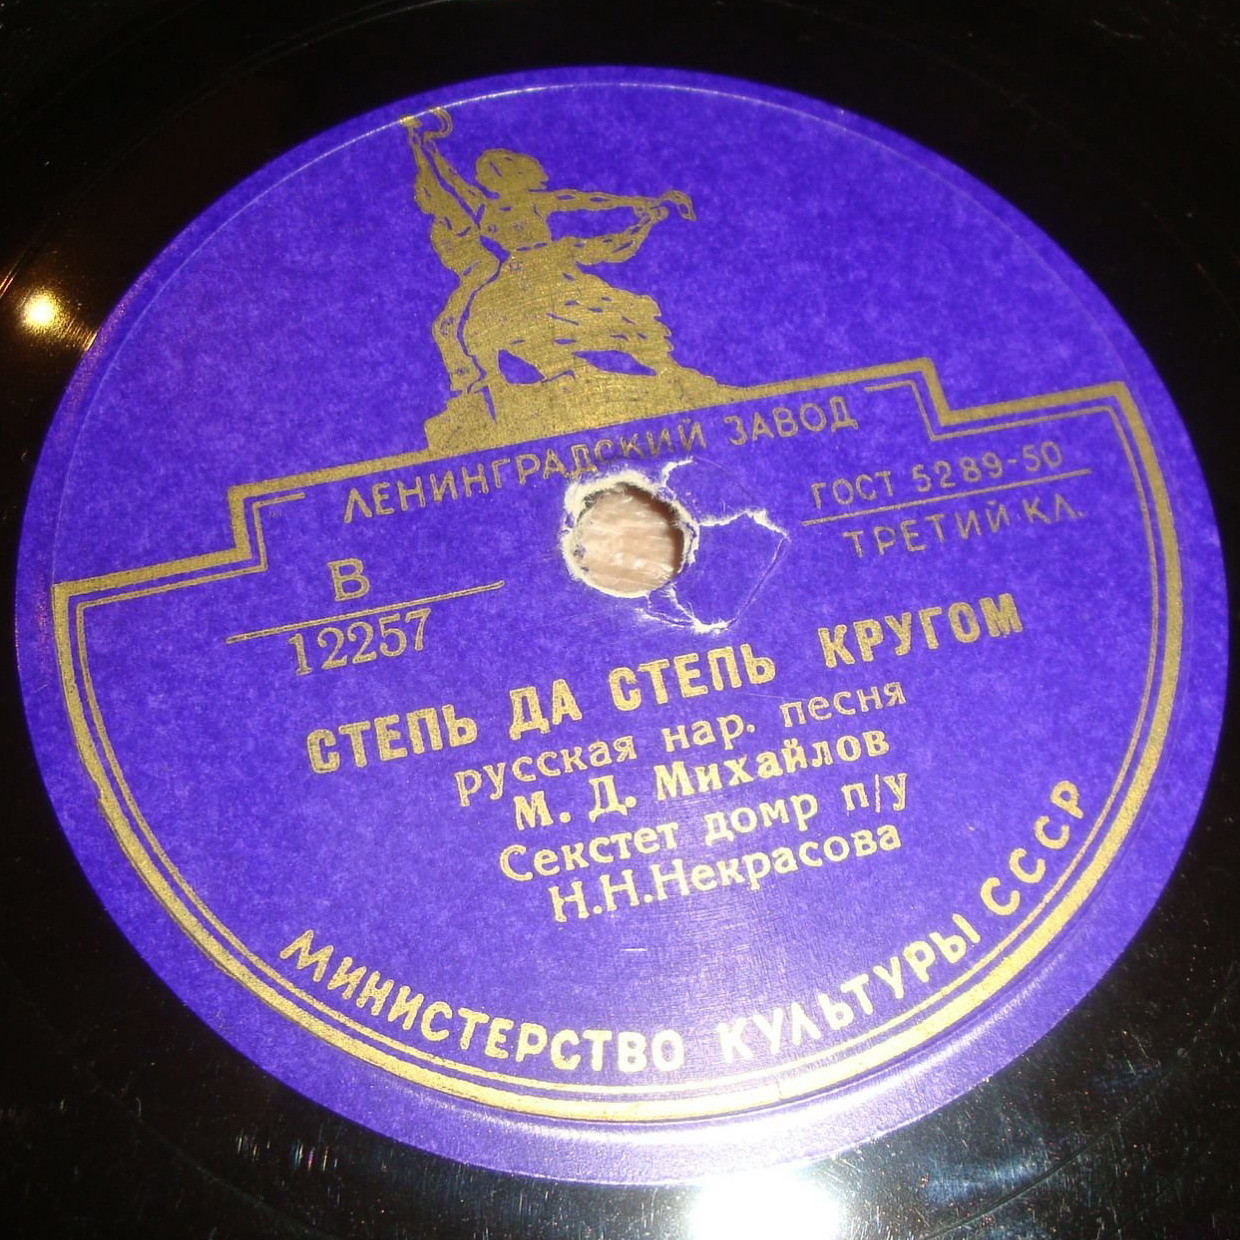 ЛЕНИНГРАДСКИЙ ЗАВОД
ГОСТ 5289-50
ТРЕТИЙ КЛ.
В
12257
СТЕПЬ ДА СТЕПЬ КРУГОМ
русская нар. песня
М. Д. Михайлов
Секстет домр п/у
Н.Н.Некрасова
МИНИСТЕРСТВО КУЛЬТУРЫ СССР